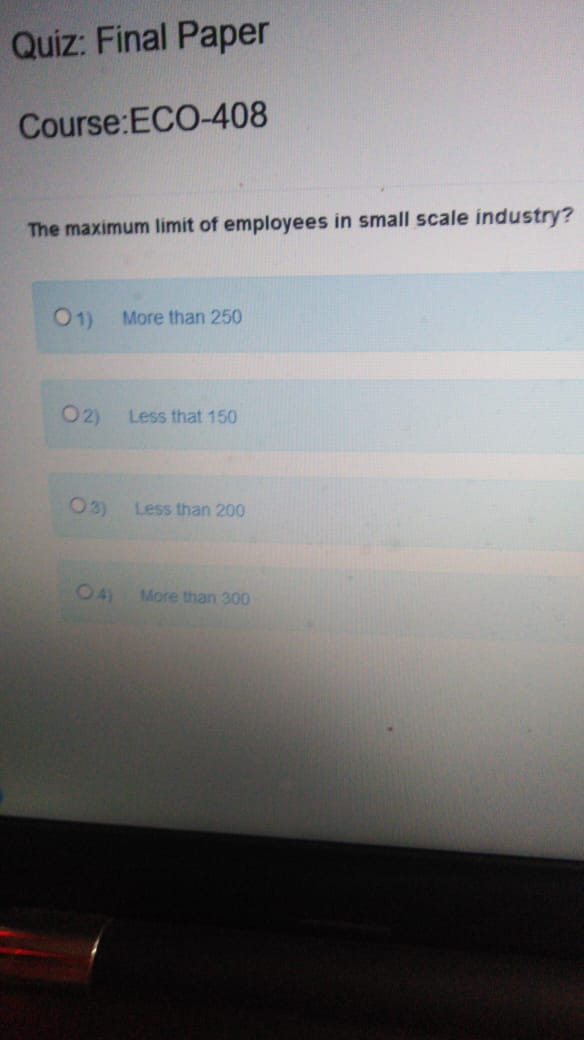 Quiz: Final Paper
Course:ECO-408
The maximum limit of employees in small scale industry?
1) More than 250
2) Less that 150
3) Less than 200
4) More than 300